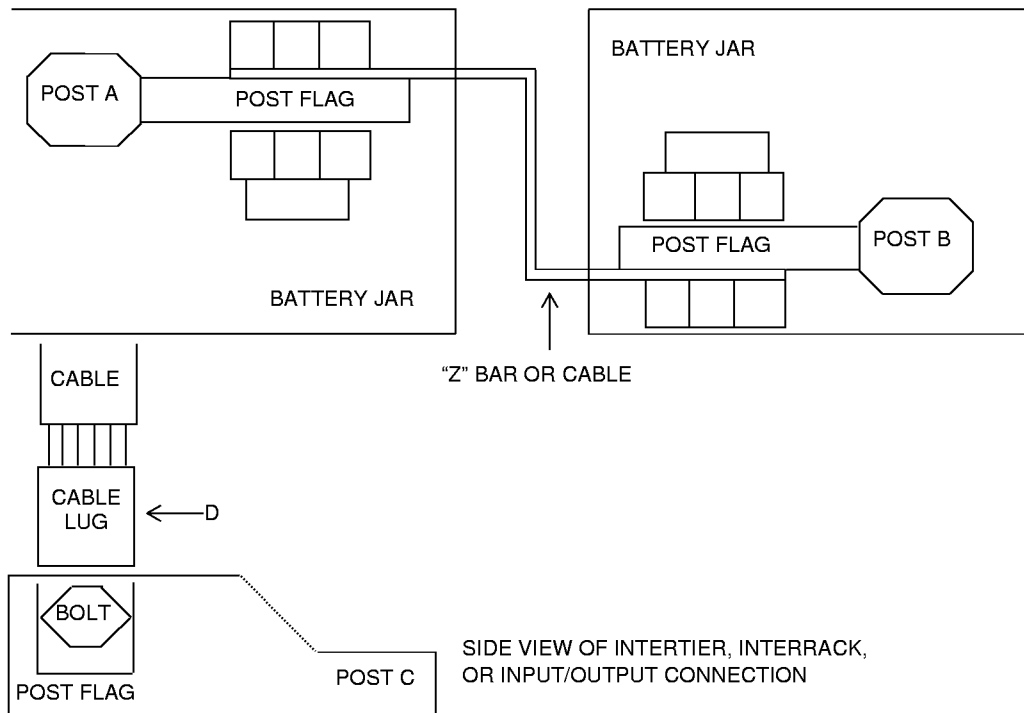 BATTERY JAR
POST A
POST FLAG
POST FLAG
POST B
BATTERY JAR
“Z” BAR OR CABLE
CABLE
CABLE
LUG
D
BOLT
POST FLAG
POST C
SIDE VIEW OF INTERTIER, INTERRACK,
OR INPUT/OUTPUT CONNECTION